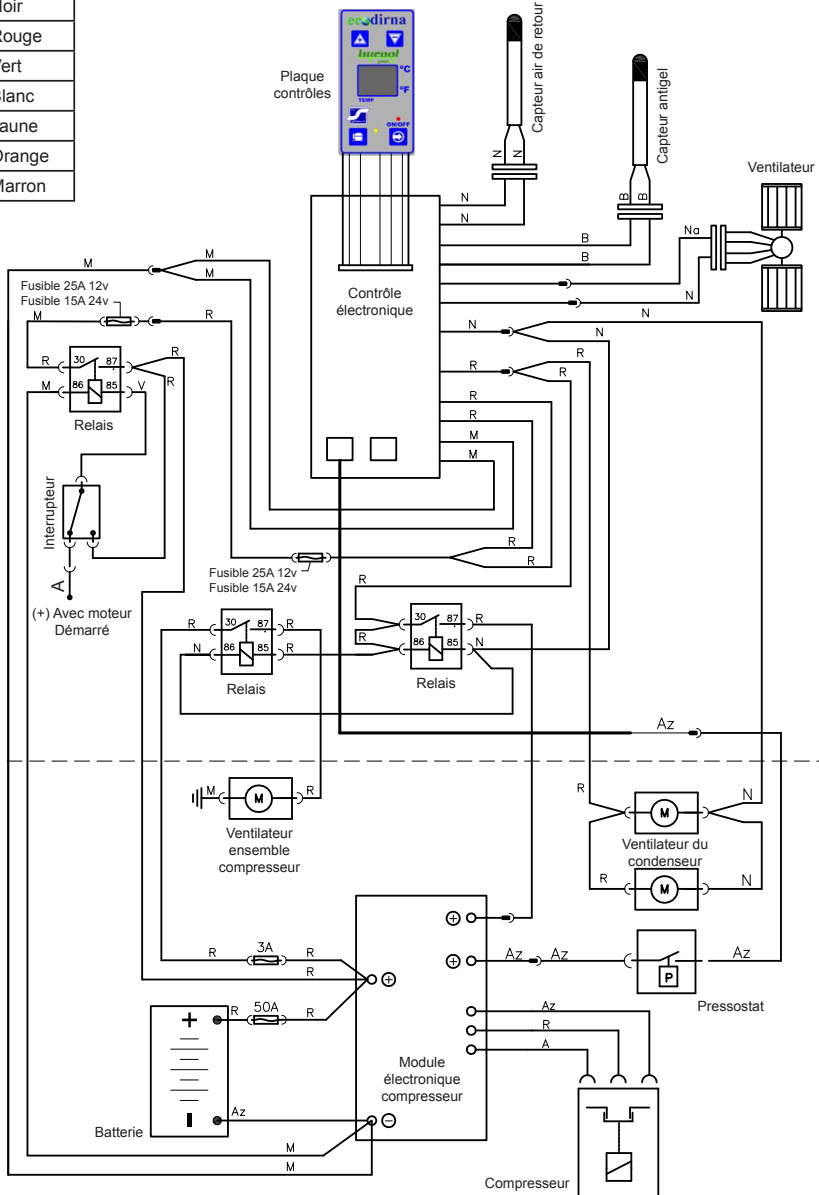 Noir
Rouge
Vert
Blanc
Jaune
Orange
Marron
ecodirna
bycool
green
°C
°F
TEMP
ON/OFF
Plaque
contrôles
Capteur air de retour
N
N
Capteur antigel
B
B
Ventilateur
Na
N
N
N
B
B
N
N
R
R
N
N
R
R
R
M
M
Contrôle
électronique
M
M
M
Fusible 25A 12v
Fusible 15A 24v
M
R
R
30
87
R
R
M
86
85
V
Relais
Interrupteur
A
(+) Avec moteur
Démarré
Fusible 25A 12v
Fusible 15A 24v
R
R
R
R
30
87
R
N
86
85
R
Relais
R
30
87
R
86
85
N
Relais
Az
M
M
R
Ventilateur
ensemble
compresseur
R
M
N
Ventilateur du
condenseur
R
M
N
R
3A
R
R
R
50A
R
Az
Batterie
Az
Az
P
Az
Pressostat
Az
R
A
Module
électronique
compresseur
M
M
Compresseur